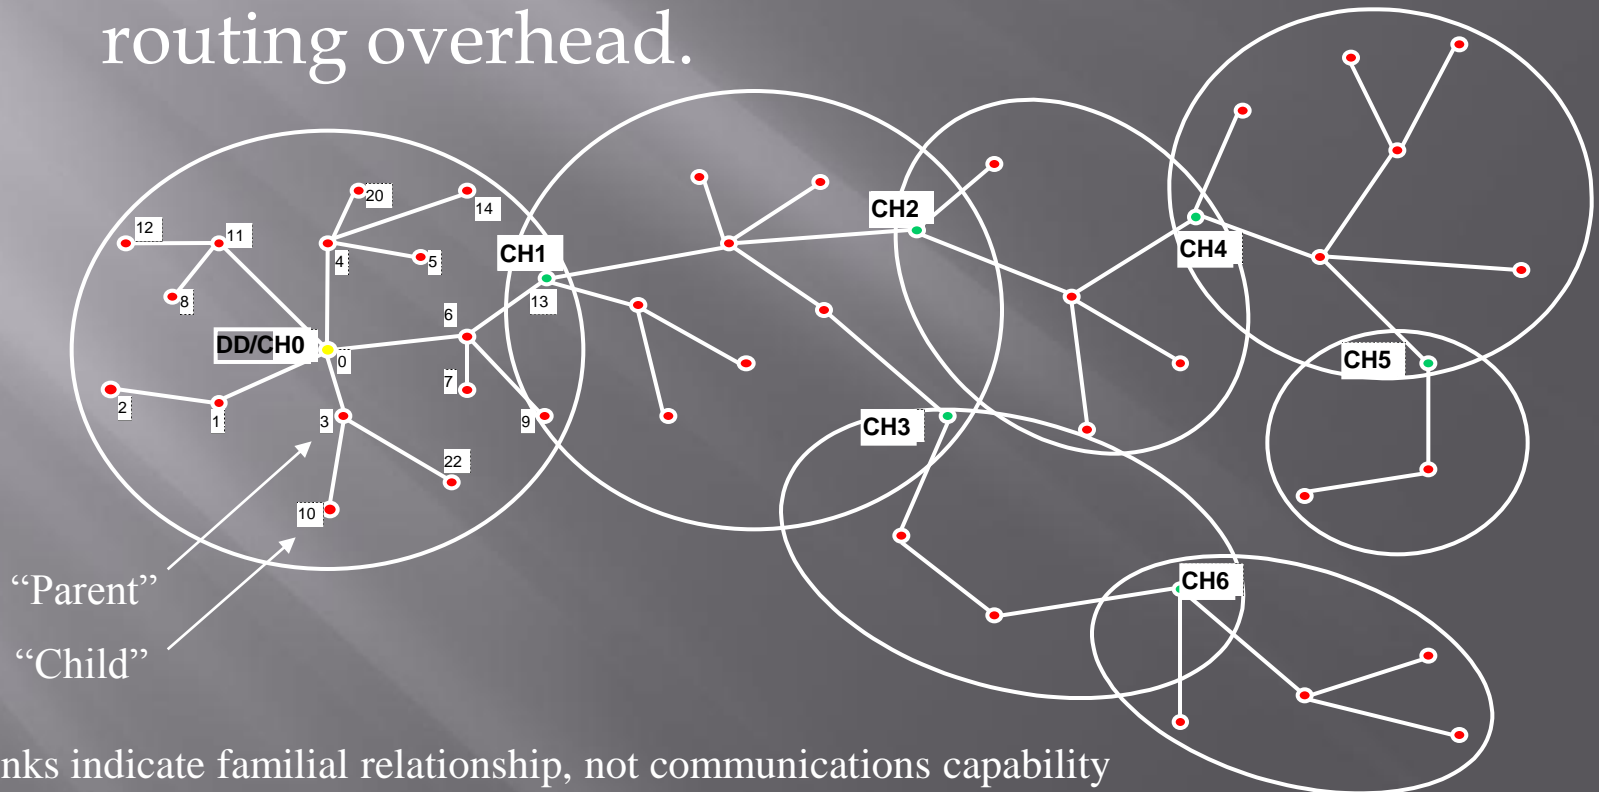 routing overhead.
12
11
20
14
8
4
5
6
CH1
13
CH2
CH4
DD/CH0
0
7
2
1
3
9
22
10
CH3
CH5
CH6
“Parent”
“Child”
nks indicate familial relationship, not communications capability